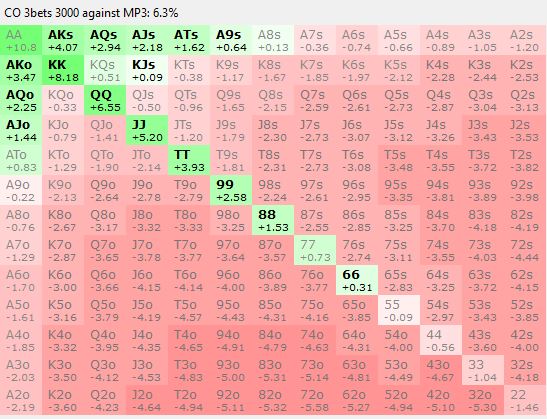 CO 3bets 3000 against MP3: 6.3%
AA AKs AQs AJs ATs A9s A8s A7s A6s A5s A4s A3s A2s
+10.8 +4.07 +2.94 +2.18 +1.62 +0.64 +0.13 -0.36 -0.74 -0.66 -0.89 -1.05 -1.20
AKo KK KQs KJs KTs K9s K8s K7s K6s K5s K4s K3s K2s
+3.47 +8.18 +0.51 +0.09 -0.38 -1.17 -1.67 -1.85 -1.97 -2.12 -2.28 -2.44 -2.53
AQo KQo QQ QJs QTs Q9s Q8s Q7s Q6s Q5s Q4s Q3s Q2s
+2.25 -0.33 +6.55 -0.50 -0.96 -1.65 -2.15 -2.59 -2.61 -2.73 -2.87 -3.04 -3.13
AJo KJo QJo JJ JTs J9s J8s J7s J6s J5s J4s J3s J2s
+1.44 -0.79 -1.41 +5.20 -1.20 -1.79 -2.30 -2.73 -3.07 -3.12 -3.26 -3.43 -3.53
ATo KTo QTo JTo TT T9s T8s T7s T6s T5s T4s T3s T2s
+0.83 -1.29 -1.90 -2.14 +3.93 -1.81 -2.31 -2.73 -3.08 -3.48 -3.55 -3.72 -3.82
A9o K9o Q9o J9o T9o 99 98s 97s 96s 95s 94s 93s 92s
-0.22 -2.13 -2.64 -2.78 -2.79 +2.58 -2.24 -2.61 -2.95 -3.35 -3.81 -3.89 -3.98
A8o K8o Q8o J8o T8o 98o 88 87s 86s 85s 84s 83s 82s
-0.76 -2.67 -3.17 -3.32 -3.33 -3.25 +1.53 -2.55 -2.85 -3.25 -3.70 -4.18 -4.19
A7o K7o Q7o J7o T7o 97o 87o 77 76s 75s 74s 73s 72s
-1.29 -2.87 -3.65 -3.78 -3.77 -3.64 -3.57 +0.73 -2.74 -3.11 -3.55 -4.03 -4.44
A6o K6o Q6o J6o T6o 96o 86o 76o 66 65s 64s 63s 62s
-1.70 -3.00 -3.66 -4.15 -4.14 -4.00 -3.89 -3.77 +0.31 -2.83 -3.25 -3.72 -4.15
A5o K5o Q5o J5o T5o 95o 85o 75o 65o 55 54s 53s 52s
-1.61 -3.16 -3.79 -4.19 -4.57 -4.43 -4.31 -4.16 -3.85 -0.09 -2.97 -3.43 -3.85
A4o K4o Q4o J4o T4o 94o 84o 74o 64o 54o 44 43s 42s
-1.85 -3.32 -3.95 -4.35 -4.65 -4.91 -4.79 -4.63 -4.31 -4.00 -0.56 -3.60 -4.00
A3o K3o Q3o J3o T3o 93o 83o 73o 63o 53o 43o 33 32s
-2.03 -3.50 -4.12 -4.53 -4.83 -5.00 -5.31 -5.14 -4.81 -4.49 -4.67 -1.04 -4.18
A2o K2o Q2o J2o T2o 92o 82o 72o 62o 52o 42o 32o 22
-2.19 -3.60 -4.23 -4.64 -4.94 -5.11 -5.32 -5.58 -5.27 -4.94 -5.10 -5.30 1.46